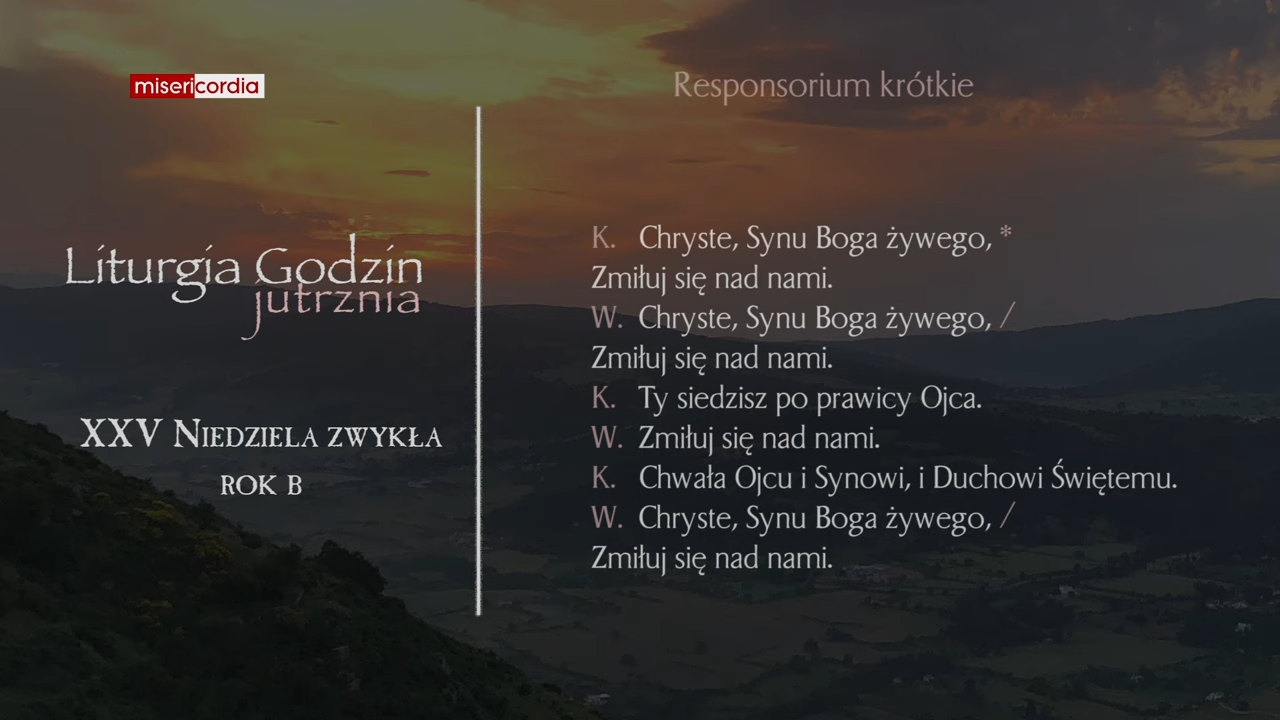 misericordia
Liturgia Godzin
jutrznia
XXV Niedziela zwykła
rok B
Responsorium krótkie
K. Chryste, Synu Boga żywego, *
Zmiłuj się nad nami.
W. Chryste, Synu Boga żywego, /
Zmiłuj się nad nami.
K. Ty siedzisz po prawicy Ojca.
W. Zmiłuj się nad nami.
K. Chwała Ojcu i Synowi, i Duchowi Świętemu.
W. Chryste, Synu Boga żywego, /
Zmiłuj się nad nami.